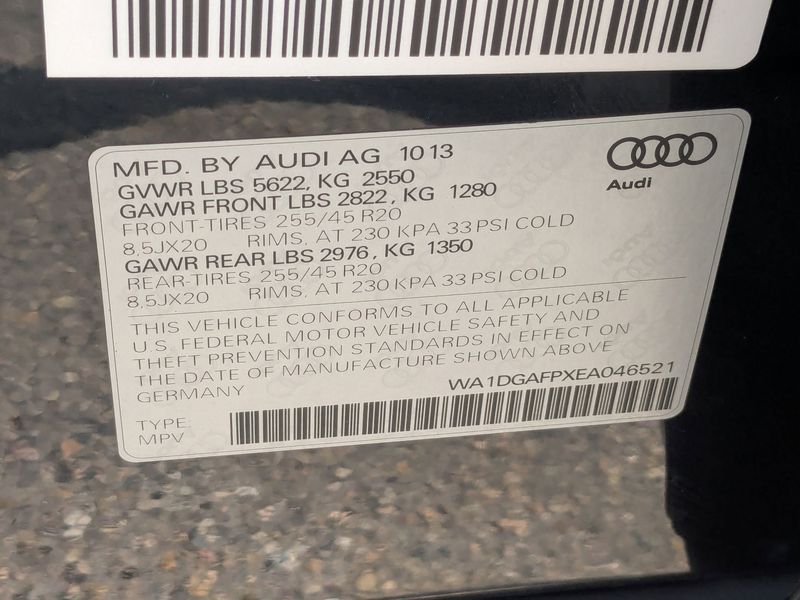 MFD. BY AUDI AG 10 13
GVWR LBS 5622, KG 2550
GAWR FRONT LBS 2822, KG 1280
FRONT-TIRES 255/45 R20
8,5JX20 RIMS, AT 230 KPA 33 PSI COLD
GAWR REAR LBS 2976, KG 1350
REAR-TIRES 255/45 R20
8,5JX20 RIMS, AT 230 KPA 33 PSI COLD
Audi
THIS VEHICLE CONFORMS TO ALL APPLICABLE
U.S. FEDERAL MOTOR VEHICLE SAFETY AND
THEFT PREVENTION STANDARDS IN EFFECT ON
THE DATE OF MANUFACTURE SHOWN ABOVE
GERMANY
WA1DGAFPXEA046521
TYPE:
MPV